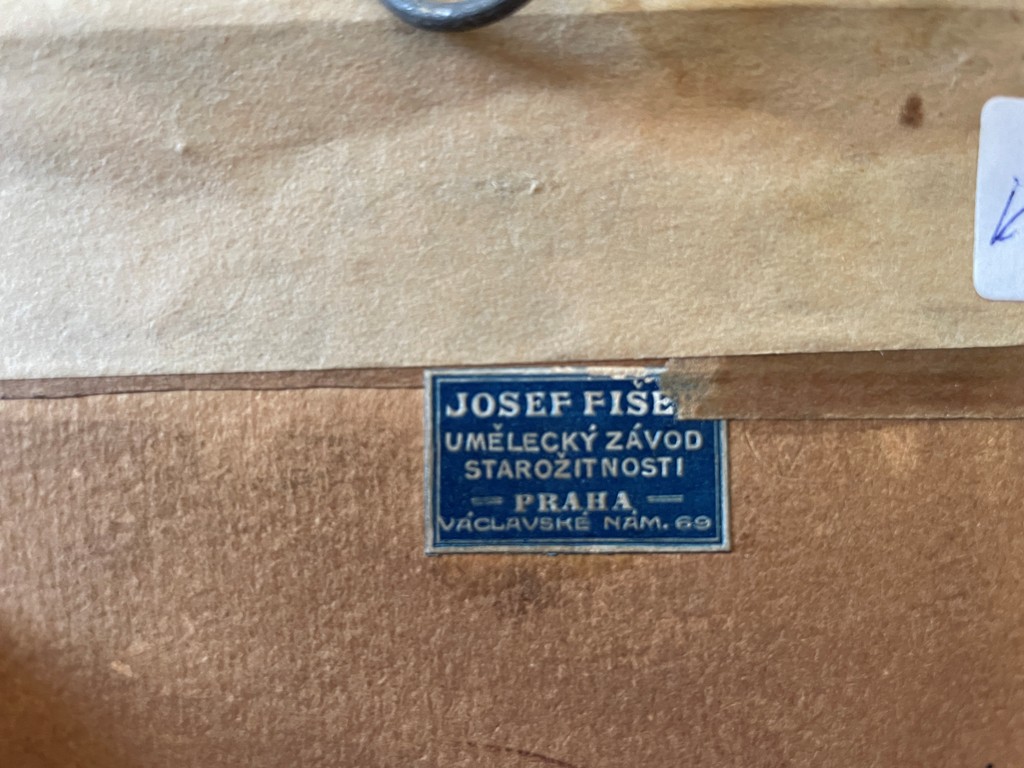 JOSEF FIŠE
UMĚLECKÝ ZÁVOD
STAROŽITNOSTI
PRAHA
VÁCLAVSKÉ NÁM. 69